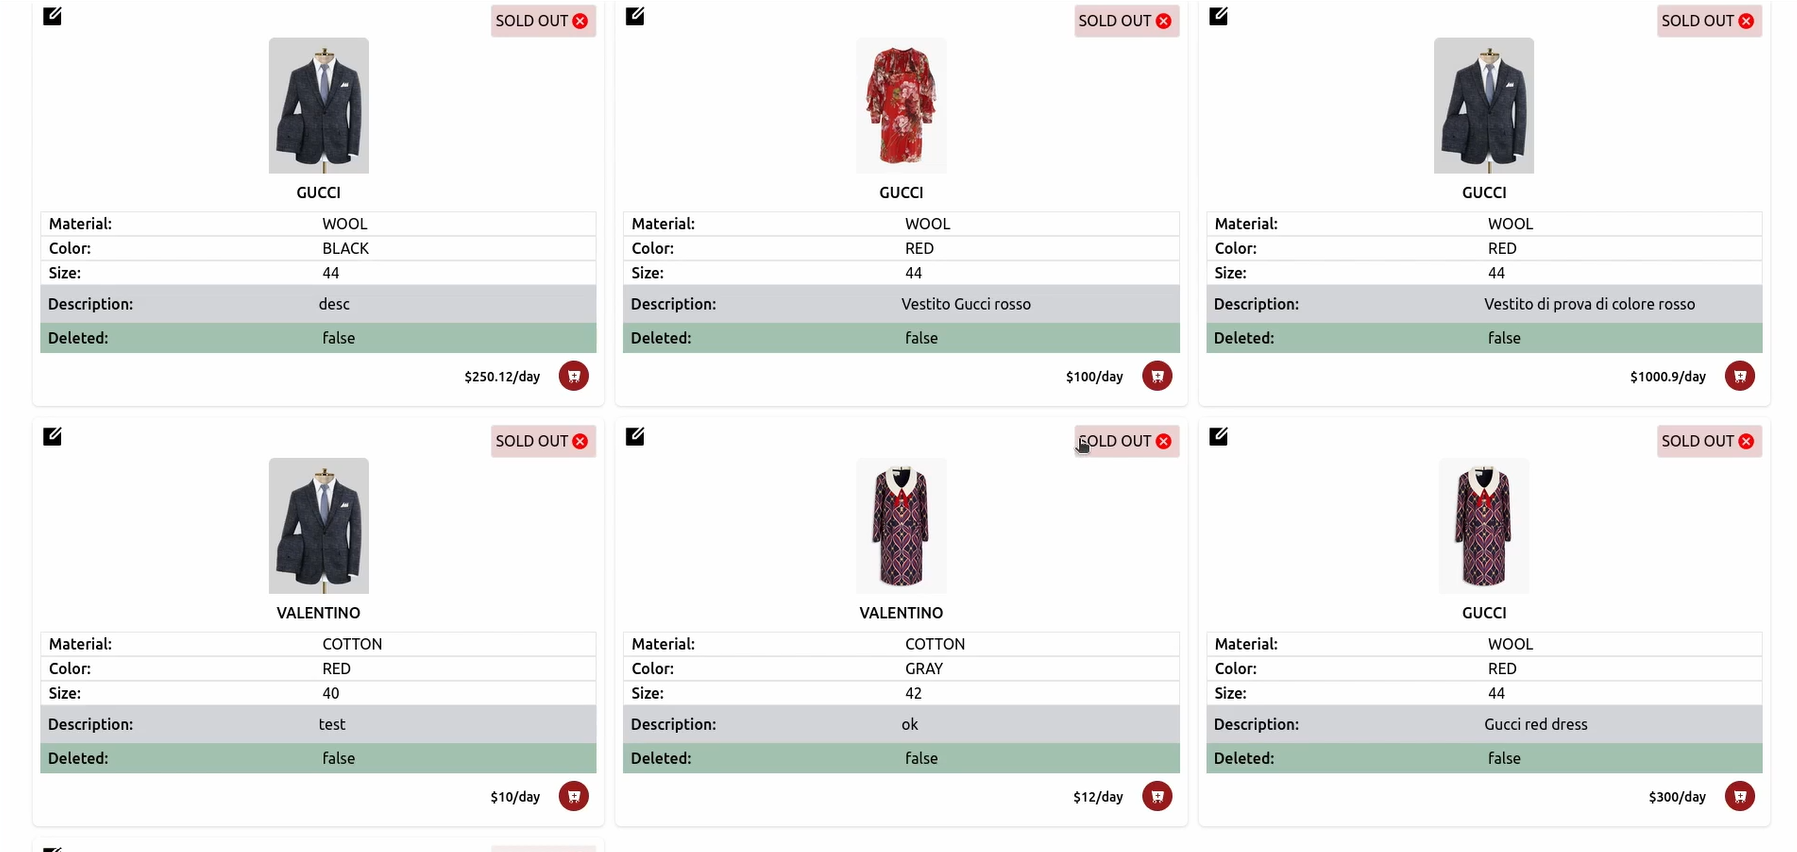 SOLD OUT
SOLD OUT
SOLD OUT
GUCCI
GUCCI
GUCCI
Material: WOOL
Color: BLACK
Size: 44
Description: desc
Deleted: false
$250.12/day
Material: WOOL
Color: RED
Size: 44
Description: Vestito Gucci rosso
Deleted: false
$100/day
Material: WOOL
Color: RED
Size: 44
Description: Vestito di prova di colore rosso
Deleted: false
$1000.9/day
SOLD OUT
SOLD OUT
SOLD OUT
VALENTINO
VALENTINO
GUCCI
Material: COTTON
Color: RED
Size: 40
Description: test
Deleted: false
$10/day
Material: COTTON
Color: GRAY
Size: 42
Description: ok
Deleted: false
$12/day
Material: WOOL
Color: RED
Size: 44
Description: Gucci red dress
Deleted: false
$300/day